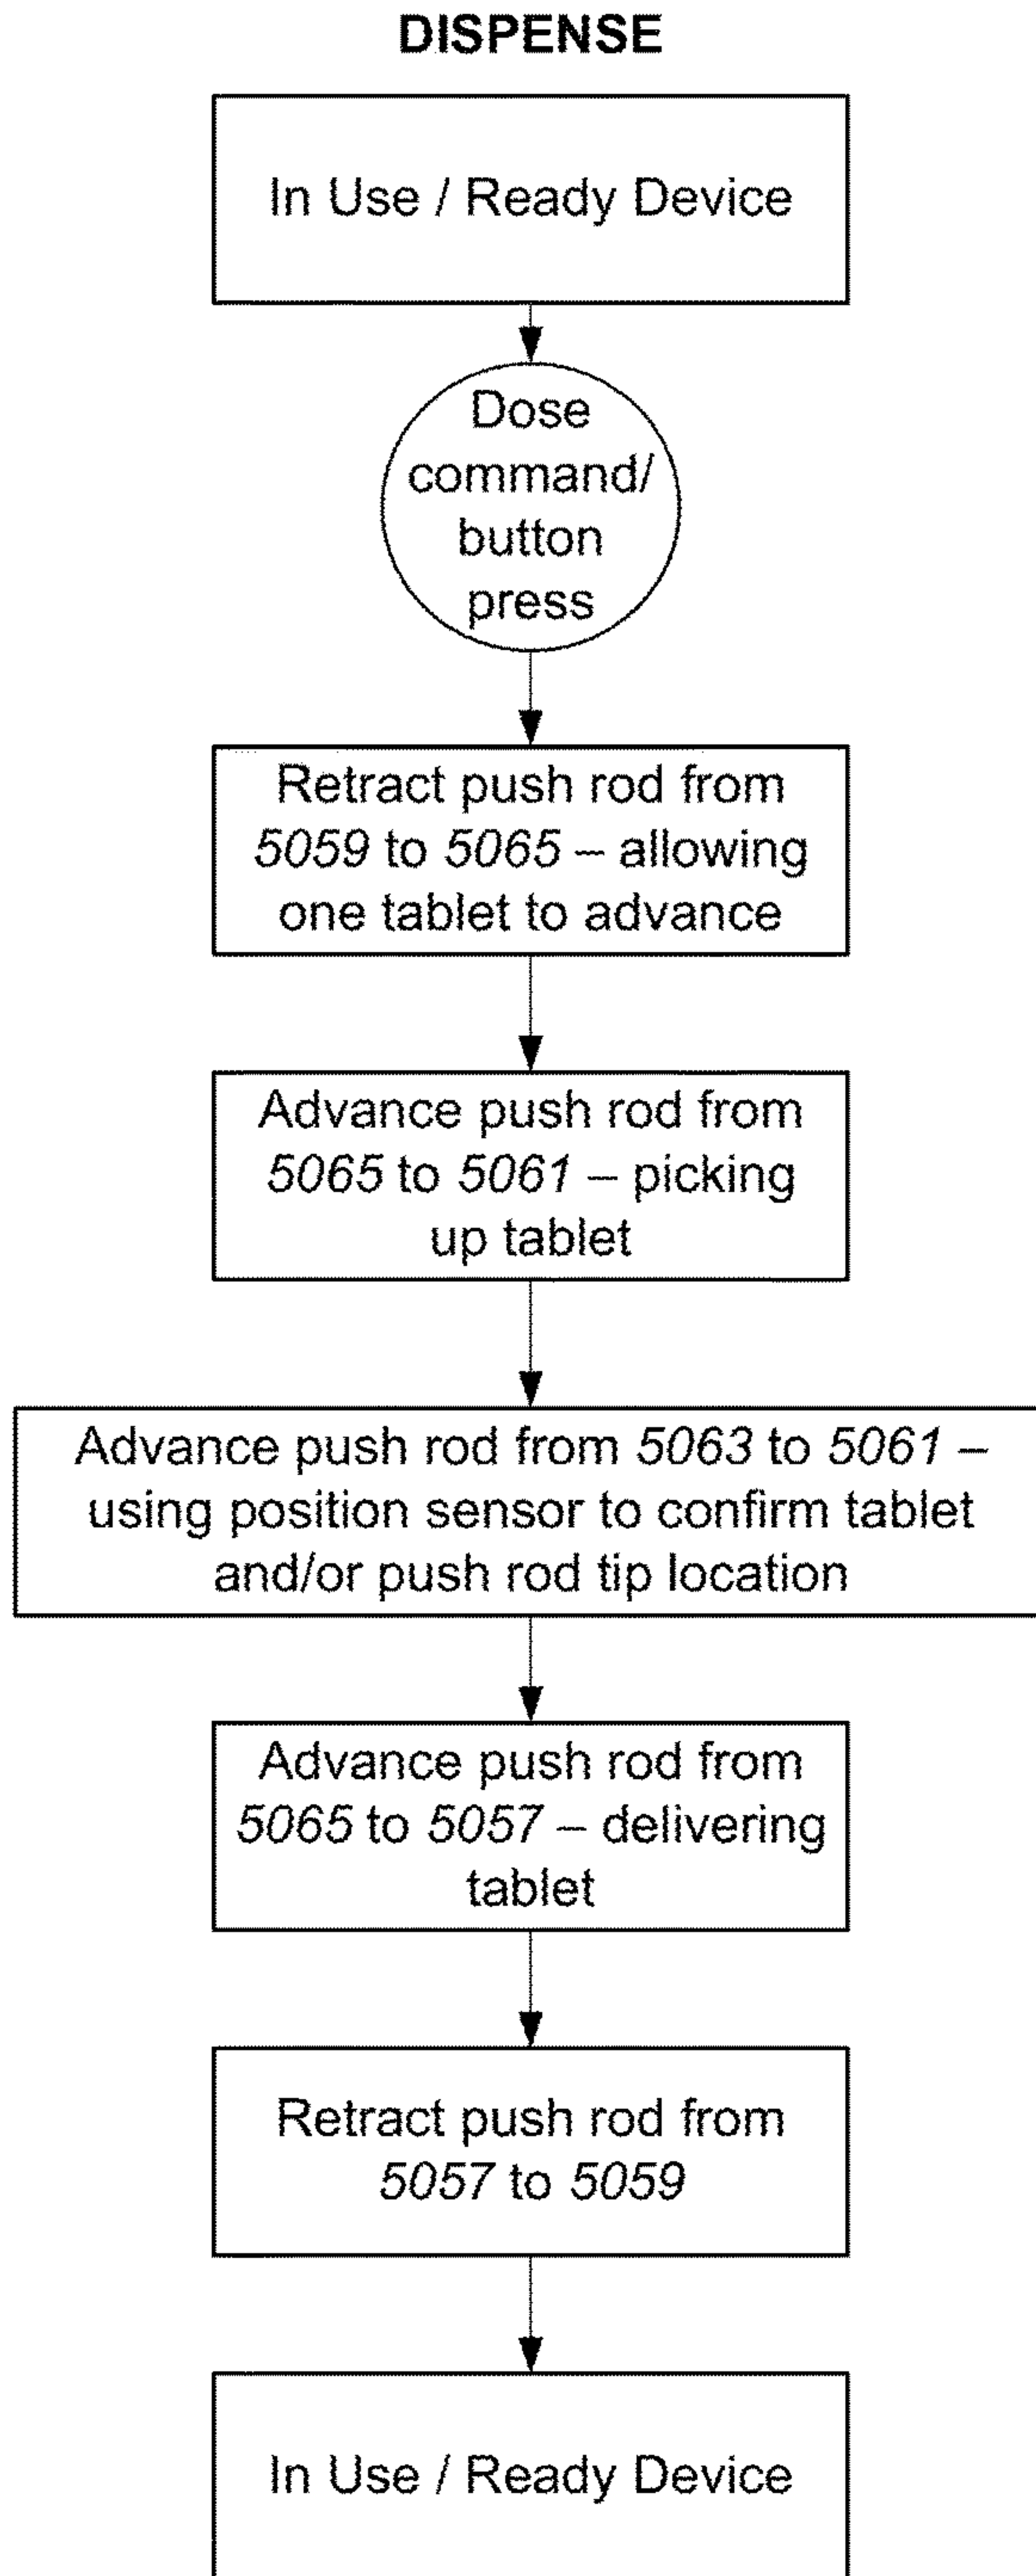 DISPENSE
In Use / Ready Device
Dose
command/
button
press
Retract push rod from
5059 to 5065 – allowing
one tablet to advance
Advance push rod from
5065 to 5061 – picking
up tablet
Advance push rod from 5063 to 5061 –
using position sensor to confirm tablet
and/or push rod tip location
Advance push rod from
5065 to 5057 – delivering
tablet
Retract push rod from
5057 to 5059
In Use / Ready Device